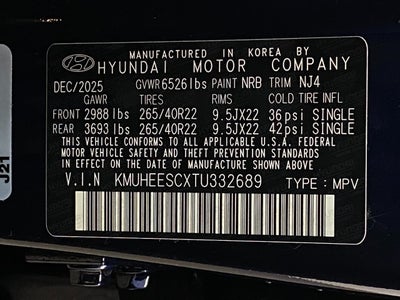 MANUFACTURED IN KOREA BY
HYUNDAI MOTOR COMPANY
DEC/2025 GVWR 6526lbs PAINT NRB TRIM NJ4
GAWR TIRES RIMS COLD TIRE INFL
FRONT 2988 lbs 265/40R22 9.5JX22 36psi SINGLE
REAR 3693 lbs 265/40R22 9.5JX22 42psi SINGLE
THIS VEHICLE CONFORMS TO ALL APPLICABLE U.S.A. FEDERAL
MOTOR VEHICLE SAFETY AND THEFT PREVENTION STANDARDS
IN EFFECT ON THE DATE OF MANUFACTURE SHOWN ABOVE.
V.I.N KMUHEESCXTU332689 TYPE : MPV
J21